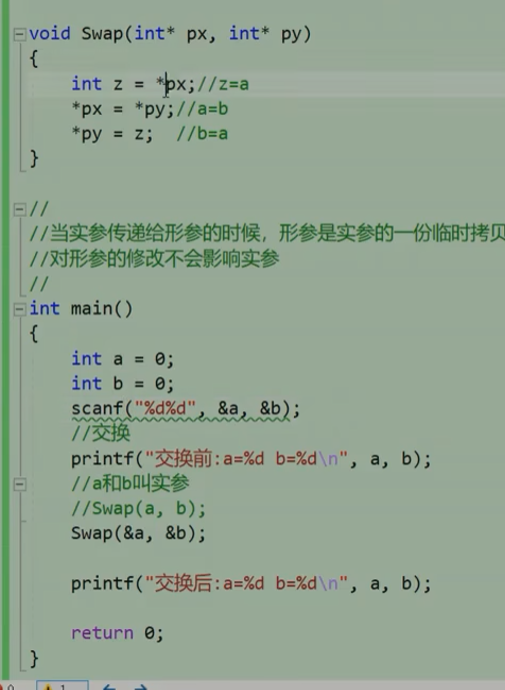 void Swap(int* px, int* py)
{
    int z = *px;//z=a
    *px = *py;//a=b
    *py = z;  //b=a
}
//
//当实参传递给形参的时候，形参是实参的一份临时拷贝
//对形参的修改不会影响实参
//
int main()
{
    int a = 0;
    int b = 0;
    scanf("%d%d", &a, &b);
    //交换
    printf("交换前:a=%d b=%d\n", a, b);
    //a和b叫实参
    //Swap(a, b);
    Swap(&a, &b);
    printf("交换后:a=%d b=%d\n", a, b);
    return 0;
}